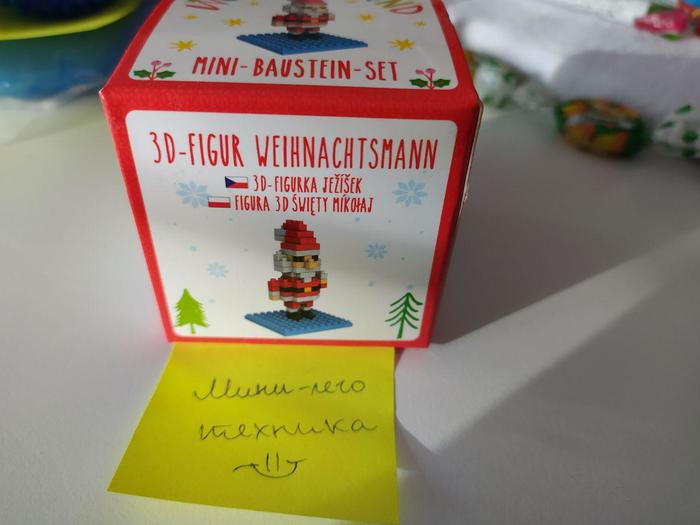 MINI-BAUSTEIN-SET
3D-FIGUR WEIHNACHTSMANN
3D-FIGURKA JEŽÍŠEK
FIGURA 3D ŚWIĘTY MIKOŁAJ
Мини-лего
техника